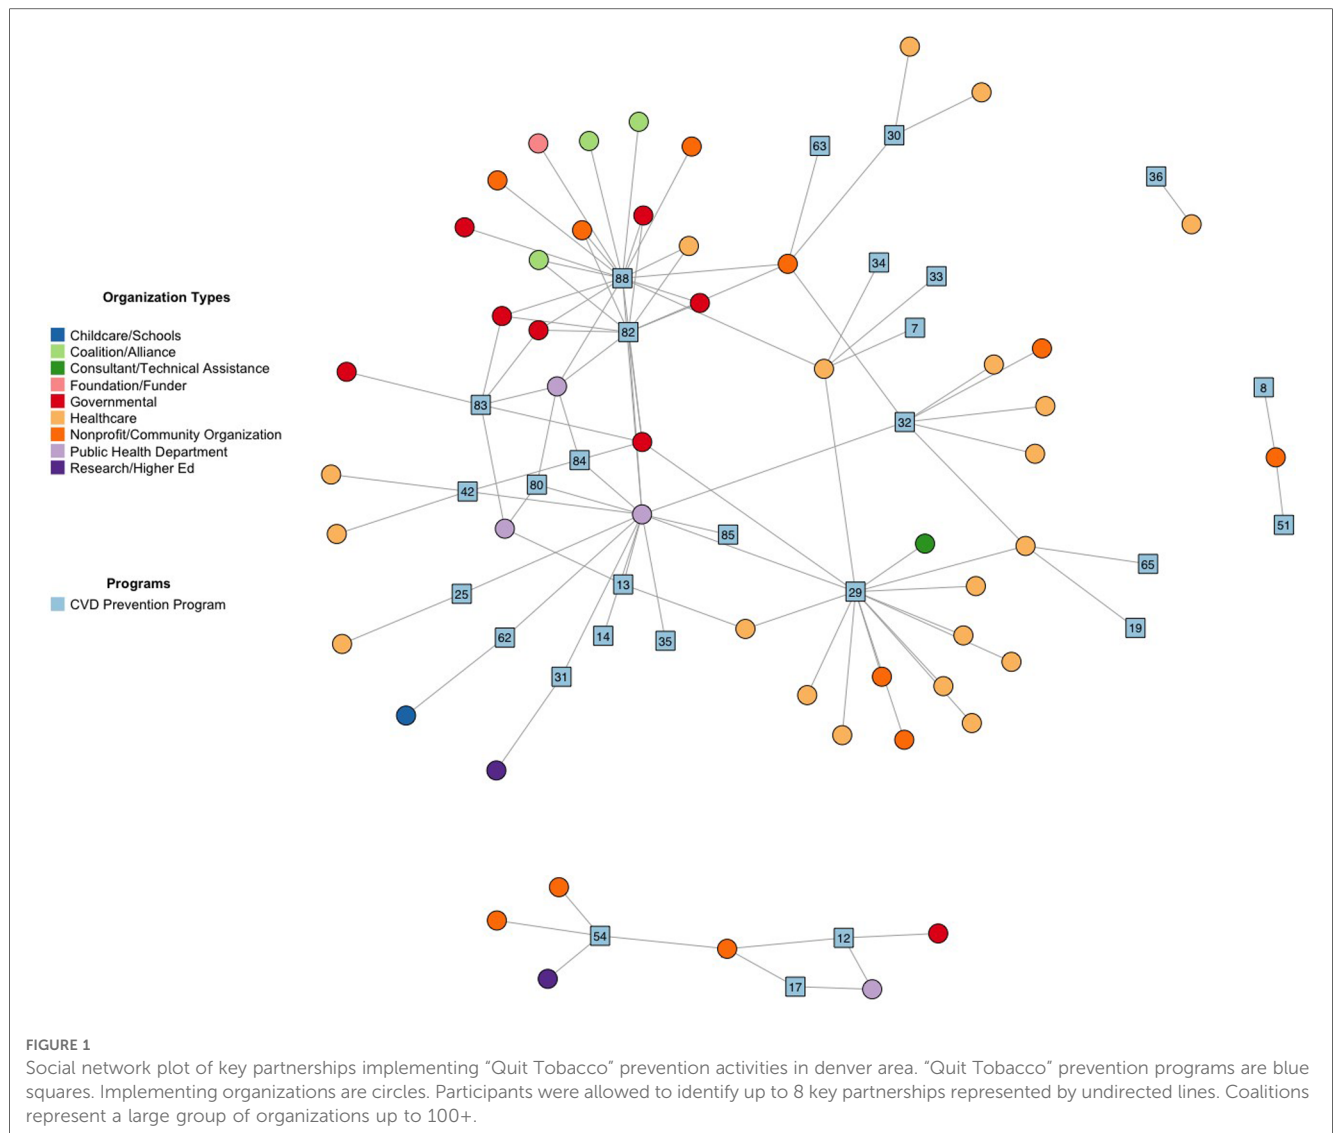 30
63
36
34
33
88
7
82
8
83
32
84
80
42
51
85
65
13
29
25
19
62
14
35
31
54
12
17
Organization Types
Childcare/Schools
Coalition/Alliance
Consultant/Technical Assistance
Foundation/Funder
Governmental
Healthcare
Nonprofit/Community Organization
Public Health Department
Research/Higher Ed
Programs
CVD Prevention Program
FIGURE 1
Social network plot of key partnerships implementing “Quit Tobacco” prevention activities in denver area. “Quit Tobacco” prevention programs are blue
squares. Implementing organizations are circles. Participants were allowed to identify up to 8 key partnerships represented by undirected lines. Coalitions
represent a large group of organizations up to 100+.